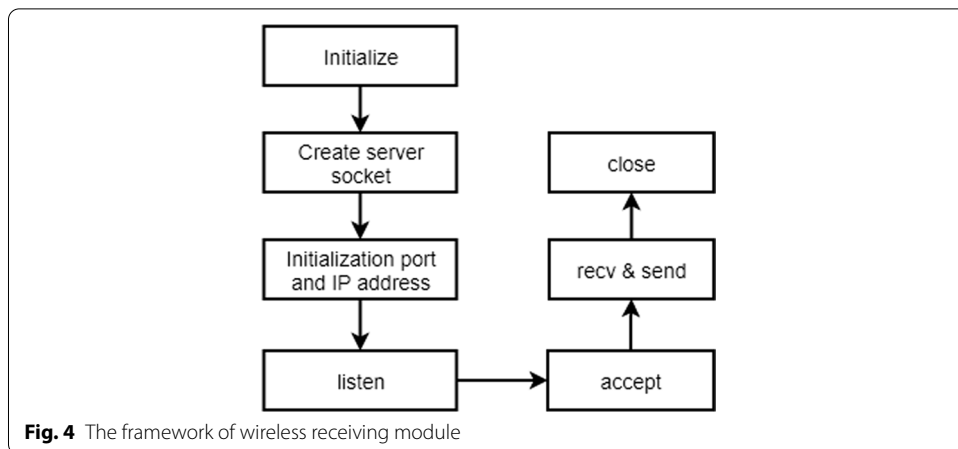 Initialize
Create server
socket
Initialization port
and IP address
listen
accept
recv & send
close
Fig. 4 The framework of wireless receiving module